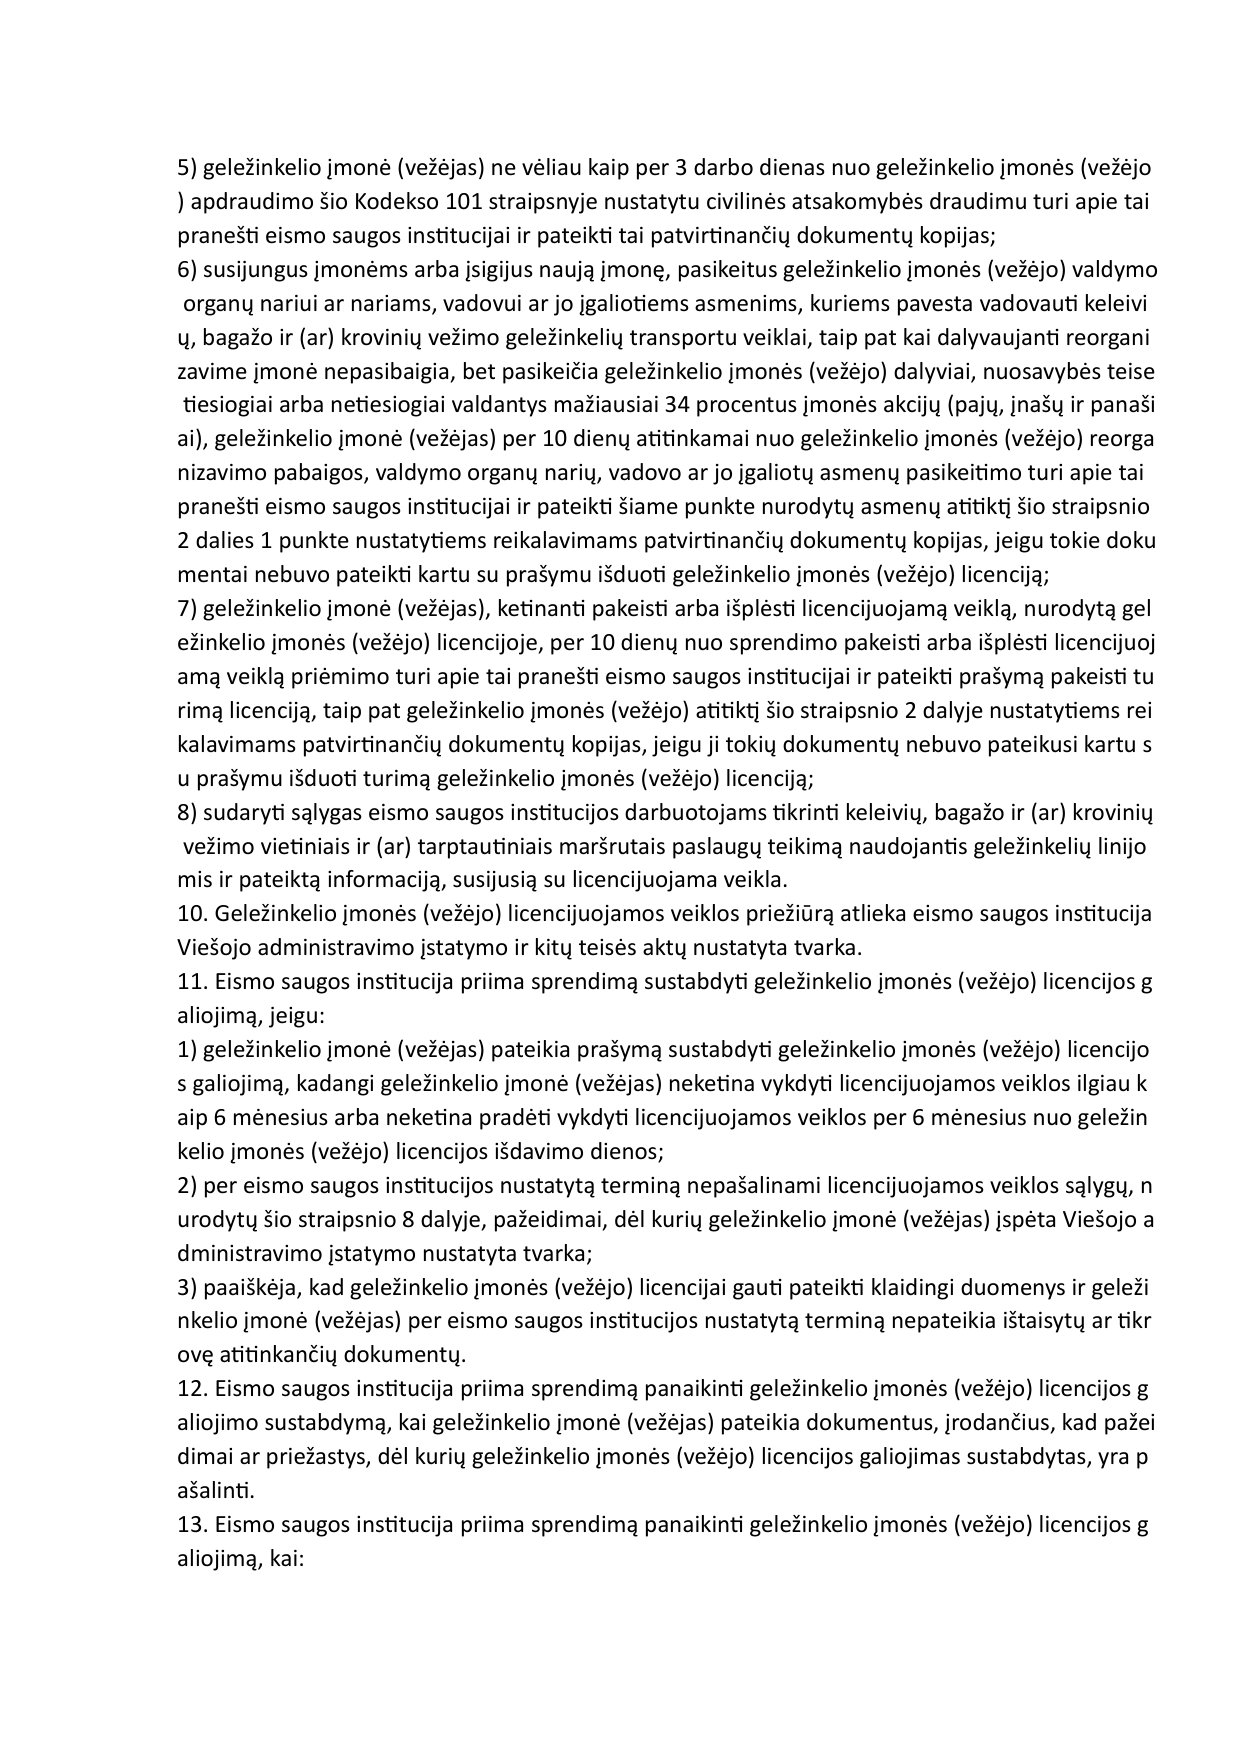 5) geležinkelio įmonė (vežėjas) ne vėliau kaip per 3 darbo dienas nuo geležinkelio įmonės (vežėjo
) apdraudimo šio Kodekso 101 straipsnyje nustatytu civilinės atsakomybės draudimu turi apie tai
pranešti eismo saugos institucijai ir pateikti tai patvirtinančių dokumentų kopijas;
6) susijungus įmonėms arba įsigijus naują įmonę, pasikeitus geležinkelio įmonės (vežėjo) valdymo
organų nariui ar nariams, vadovui ar jo įgaliotiems asmenims, kuriems pavesta vadovauti keleivi
ų, bagažo ir (ar) krovinių vežimo geležinkelių transportu veiklai, taip pat kai dalyvaujanti reorgani
zavime įmonė nepasibaigia, bet pasikeičia geležinkelio įmonės (vežėjo) dalyviai, nuosavybės teise
tiesiogiai arba netiesiogiai valdantys mažiausiai 34 procentus įmonės akcijų (pajų, įnašų ir panaši
ai), geležinkelio įmonė (vežėjas) per 10 dienų atitinkamai nuo geležinkelio įmonės (vežėjo) reorga
nizavimo pabaigos, valdymo organų narių, vadovo ar jo įgaliotų asmenų pasikeitimo turi apie tai
pranešti eismo saugos institucijai ir pateikti šiame punkte nurodytų asmenų atitiktį šio straipsnio
2 dalies 1 punkte nustatytiems reikalavimams patvirtinančių dokumentų kopijas, jeigu tokie doku
mentai nebuvo pateikti kartu su prašymu išduoti geležinkelio įmonės (vežėjo) licenciją;
7) geležinkelio įmonė (vežėjas), ketinanti pakeisti arba išplėsti licencijuojamą veiklą, nurodytą gel
ežinkelio įmonės (vežėjo) licencijoje, per 10 dienų nuo sprendimo pakeisti arba išplėsti licencijuoj
amą veiklą priėmimo turi apie tai pranešti eismo saugos institucijai ir pateikti prašymą pakeisti tu
rimą licenciją, taip pat geležinkelio įmonės (vežėjo) atitiktį šio straipsnio 2 dalyje nustatytiems rei
kalavimams patvirtinančių dokumentų kopijas, jeigu ji tokių dokumentų nebuvo pateikusi kartu s
u prašymu išduoti turimą geležinkelio įmonės (vežėjo) licenciją;
8) sudaryti sąlygas eismo saugos institucijos darbuotojams tikrinti keleivių, bagažo ir (ar) krovinių
vežimo vietiniais ir (ar) tarptautiniais maršrutais paslaugų teikimą naudojantis geležinkelių linijo
mis ir pateiktą informaciją, susijusią su licencijuojama veikla.
10. Geležinkelio įmonės (vežėjo) licencijuojamos veiklos priežiūrą atlieka eismo saugos institucija
Viešojo administravimo įstatymo ir kitų teisės aktų nustatyta tvarka.
11. Eismo saugos institucija priima sprendimą sustabdyti geležinkelio įmonės (vežėjo) licencijos g
aliojimą, jeigu:
1) geležinkelio įmonė (vežėjas) pateikia prašymą sustabdyti geležinkelio įmonės (vežėjo) licencijo
s galiojimą, kadangi geležinkelio įmonė (vežėjas) neketina vykdyti licencijuojamos veiklos ilgiau k
aip 6 mėnesius arba neketina pradėti vykdyti licencijuojamos veiklos per 6 mėnesius nuo geležin
kelio įmonės (vežėjo) licencijos išdavimo dienos;
2) per eismo saugos institucijos nustatytą terminą nepašalinami licencijuojamos veiklos sąlygų, n
urodytų šio straipsnio 8 dalyje, pažeidimai, dėl kurių geležinkelio įmonė (vežėjas) įspėta Viešojo a
dministravimo įstatymo nustatyta tvarka;
3) paaiškėja, kad geležinkelio įmonės (vežėjo) licencijai gauti pateikti klaidingi duomenys ir geleži
nkelio įmonė (vežėjas) per eismo saugos institucijos nustatytą terminą nepateikia ištaisytų ar tikr
ovę atitinkančių dokumentų.
12. Eismo saugos institucija priima sprendimą panaikinti geležinkelio įmonės (vežėjo) licencijos g
aliojimo sustabdymą, kai geležinkelio įmonė (vežėjas) pateikia dokumentus, įrodančius, kad pažei
dimai ar priežastys, dėl kurių geležinkelio įmonės (vežėjo) licencijos galiojimas sustabdytas, yra p
ašalinti.
13. Eismo saugos institucija priima sprendimą panaikinti geležinkelio įmonės (vežėjo) licencijos g
aliojimą, kai: